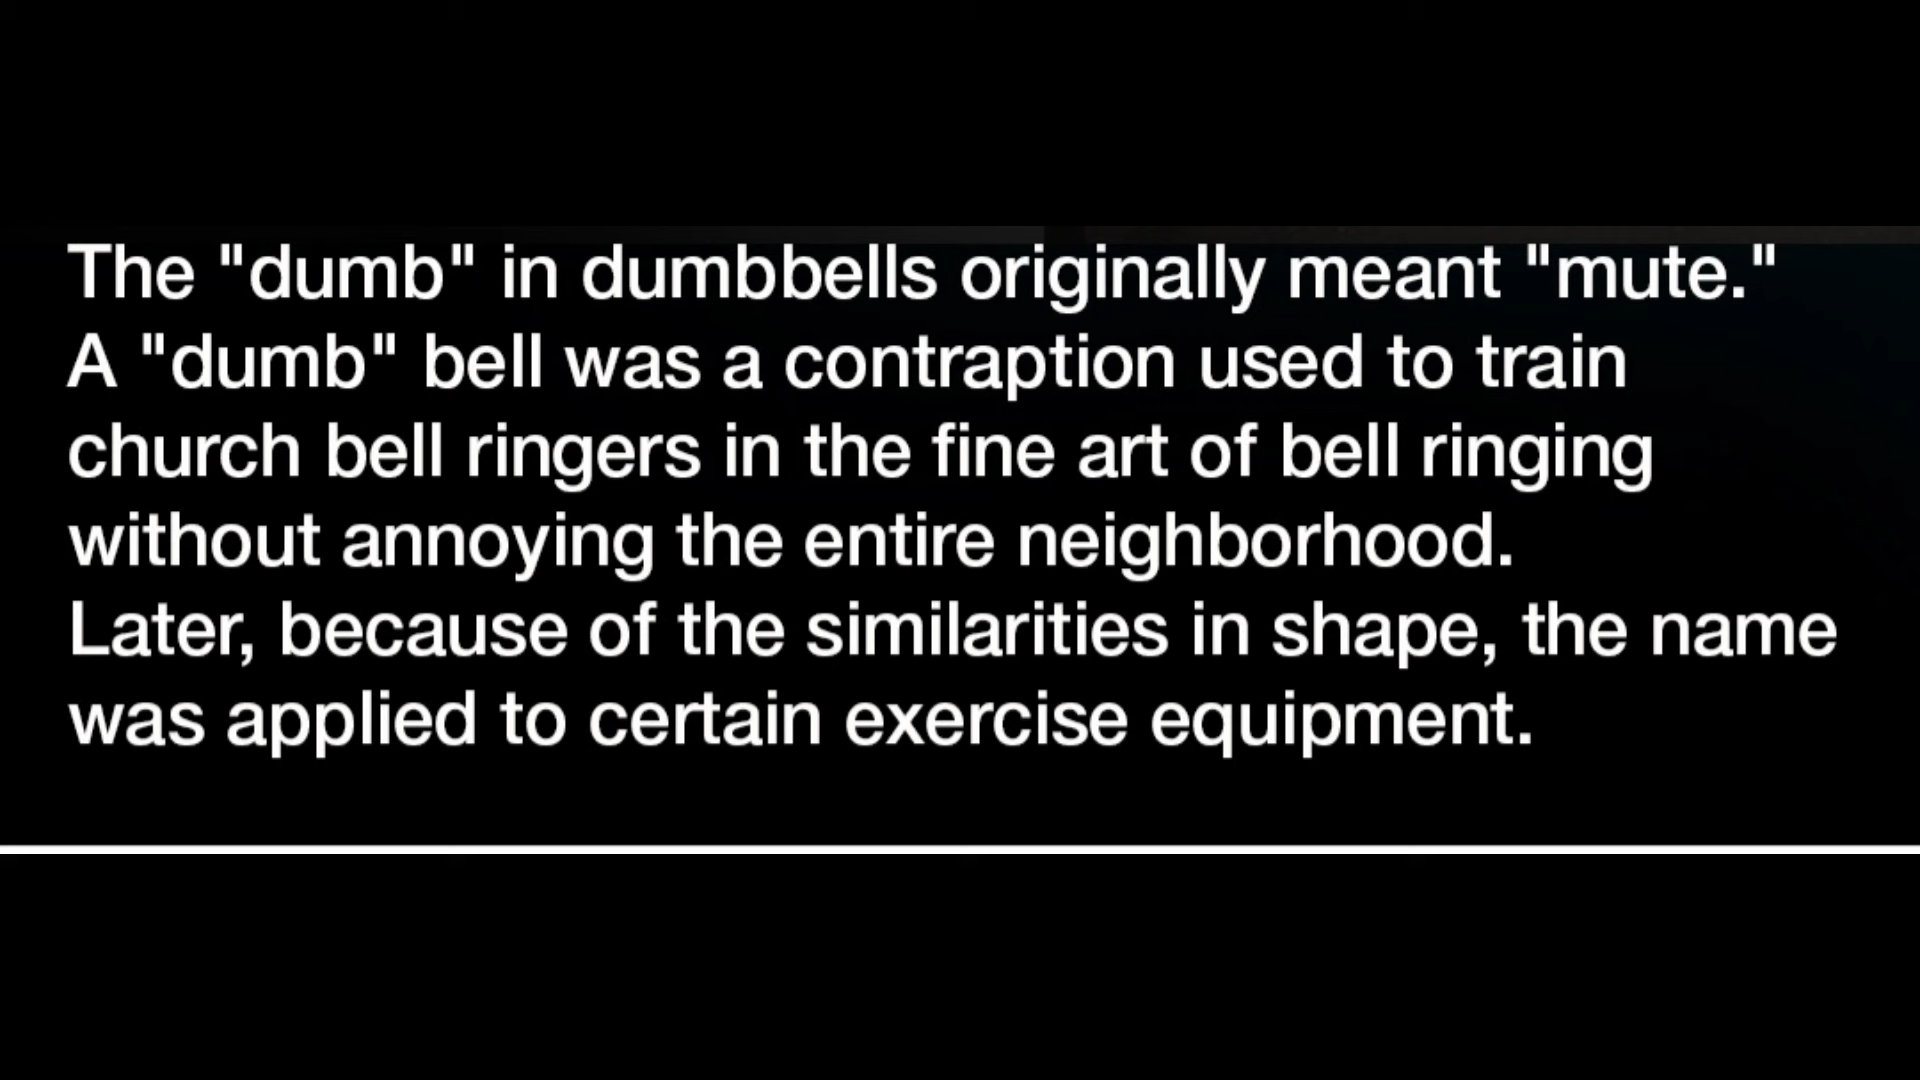 The "dumb" in dumbbells originally meant "mute."
A "dumb" bell was a contraption used to train
church bell ringers in the fine art of bell ringing
without annoying the entire neighborhood.
Later, because of the similarities in shape, the name
was applied to certain exercise equipment.